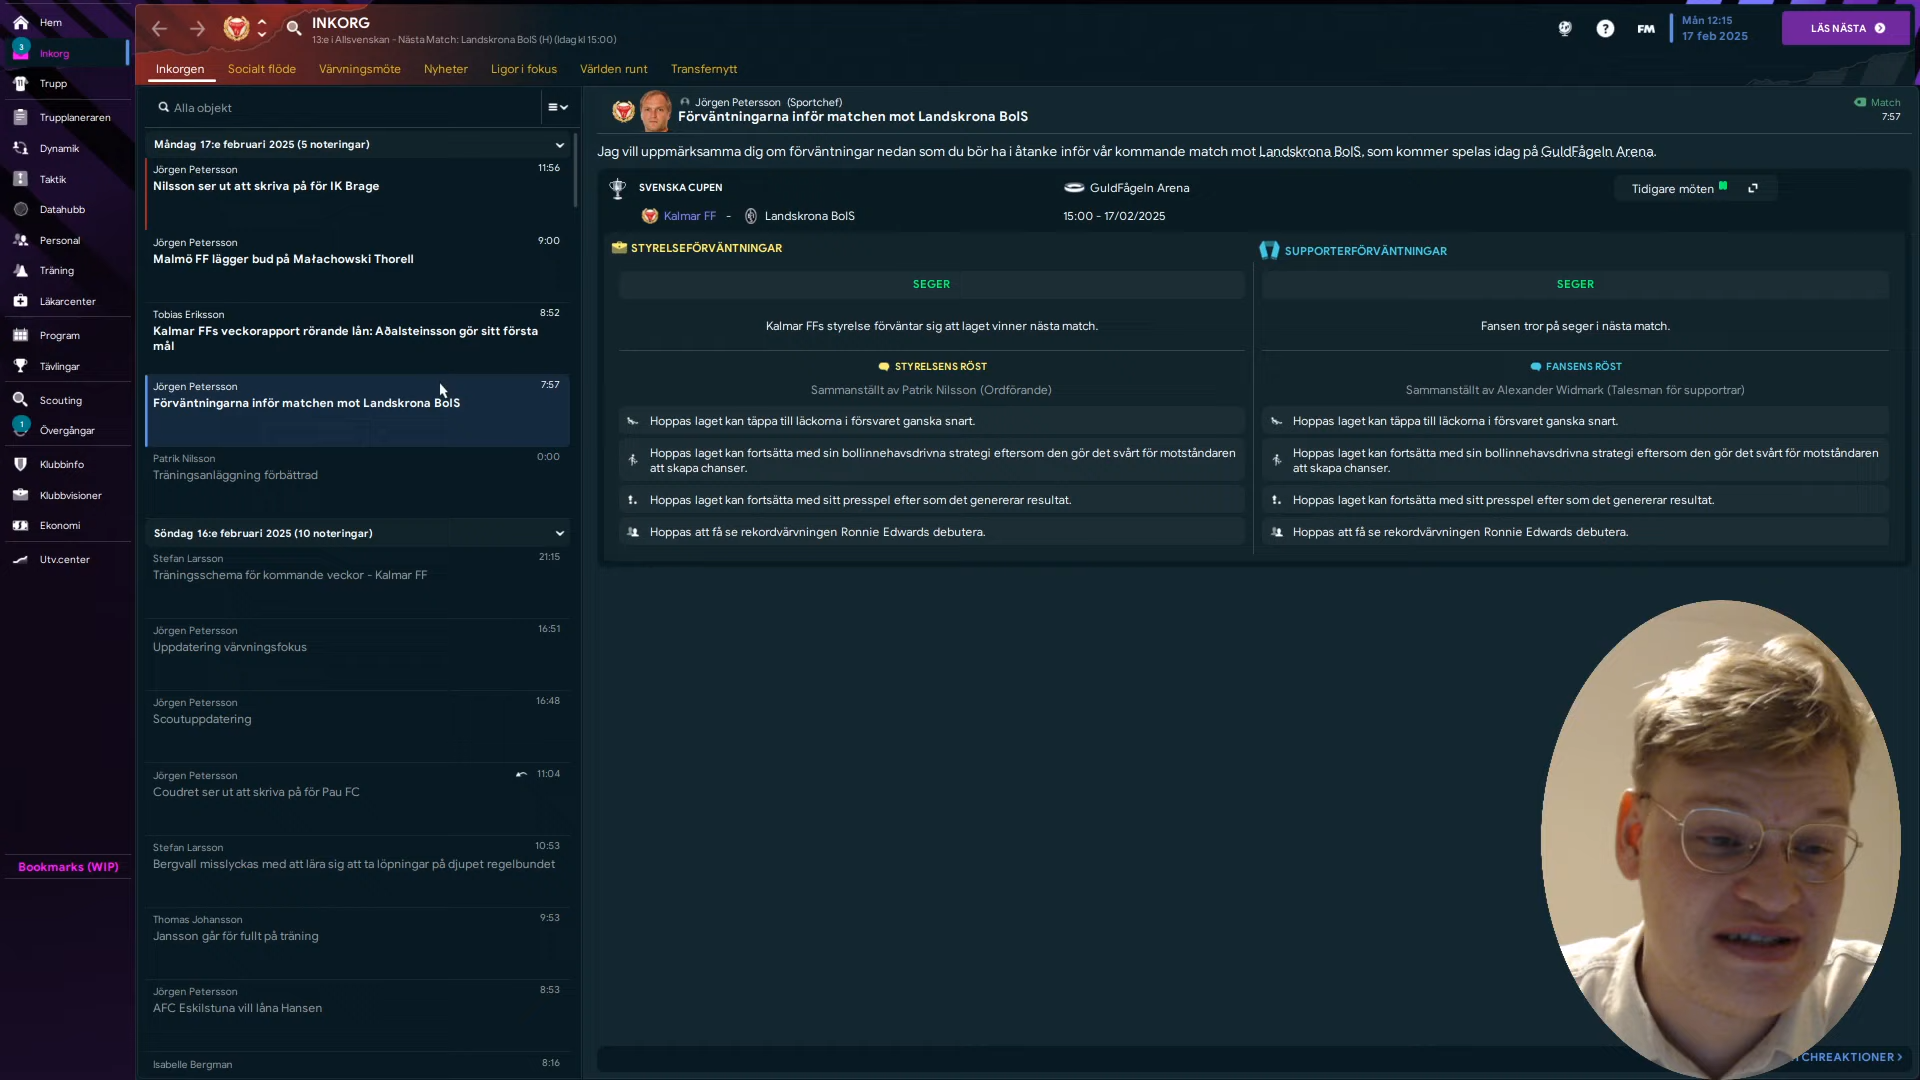 Hem
3
Inkorg
Trupp
Trupplaneraren
Dynamik
Taktik
Datahubb
Personal
Träning
Läkarcenter
Program
Tävlingar
Scouting
1
Övergångar
Klubbinfo
Klubbvisioner
Ekonomi
Utv.center
Bookmarks (WIP)
INKORG
13:e i Allsvenskan - Nästa Match: Landskrona BoIS (H) (Idag kl 15:00)
FM
Mån 12:15
17 feb 2025
LÄS NÄSTA
Inkorgen
Socialt flöde
Värvningsmöte
Nyheter
Ligor i fokus
Världen runt
Transfernytt
Alla objekt
Måndag 17:e februari 2025 (5 noteringar)
Jörgen Petersson 11:56
Nilsson ser ut att skriva på för IK Brage
Jörgen Petersson 9:00
Malmö FF lägger bud på Małachowski Thorell
Tobias Eriksson 8:52
Kalmar FFs veckorapport rörande lån: Aðalsteinsson gör sitt första
mål
Jörgen Petersson 7:57
Förväntningarna inför matchen mot Landskrona BoIS
Patrik Nilsson 0:00
Träningsanläggning förbättrad
Söndag 16:e februari 2025 (10 noteringar)
Stefan Larsson 21:15
Träningsschema för kommande veckor - Kalmar FF
Jörgen Petersson 16:51
Uppdatering värvningsfokus
Jörgen Petersson 16:48
Scoutuppdatering
Jörgen Petersson 11:04
Coudret ser ut att skriva på för Pau FC
Stefan Larsson 10:53
Bergvall misslyckas med att lära sig att ta löpningar på djupet regelbundet
Thomas Johansson 9:53
Jansson går för fullt på träning
Jörgen Petersson 8:53
AFC Eskilstuna vill låna Hansen
Isabelle Bergman 8:16
Jörgen Petersson (Sportchef)
Förväntningarna inför matchen mot Landskrona BoIS
Match
7:57
Jag vill uppmärksamma dig om förväntningar nedan som du bör ha i åtanke inför vår kommande match mot Landskrona BoIS, som kommer spelas idag på GuldFågeln Arena.
SVENSKA CUPEN
GuldFågeln Arena
Tidigare möten
Kalmar FF - Landskrona BoIS
15:00 - 17/02/2025
STYRELSEFÖRVÄNTNINGAR
SEGER
Kalmar FFs styrelse förväntar sig att laget vinner nästa match.
STYRELSENS RÖST
Sammanställt av Patrik Nilsson (Ordförande)
Hoppas laget kan täppa till läckorna i försvaret ganska snart.
Hoppas laget kan fortsätta med sin bollinnehavsdrivna strategi eftersom den gör det svårt för motståndaren
att skapa chanser.
Hoppas laget kan fortsätta med sitt presspel efter som det genererar resultat.
Hoppas att få se rekordvärvningen Ronnie Edwards debutera.
SUPPORTERFÖRVÄNTNINGAR
SEGER
Fansen tror på seger i nästa match.
FANSENS RÖST
Sammanställt av Alexander Widmark (Talesman för supportrar)
Hoppas laget kan täppa till läckorna i försvaret ganska snart.
Hoppas laget kan fortsätta med sin bollinnehavsdrivna strategi eftersom den gör det svårt för motståndaren
att skapa chanser.
Hoppas laget kan fortsätta med sitt presspel efter som det genererar resultat.
Hoppas att få se rekordvärvningen Ronnie Edwards debutera.
TCHREAKTIONER